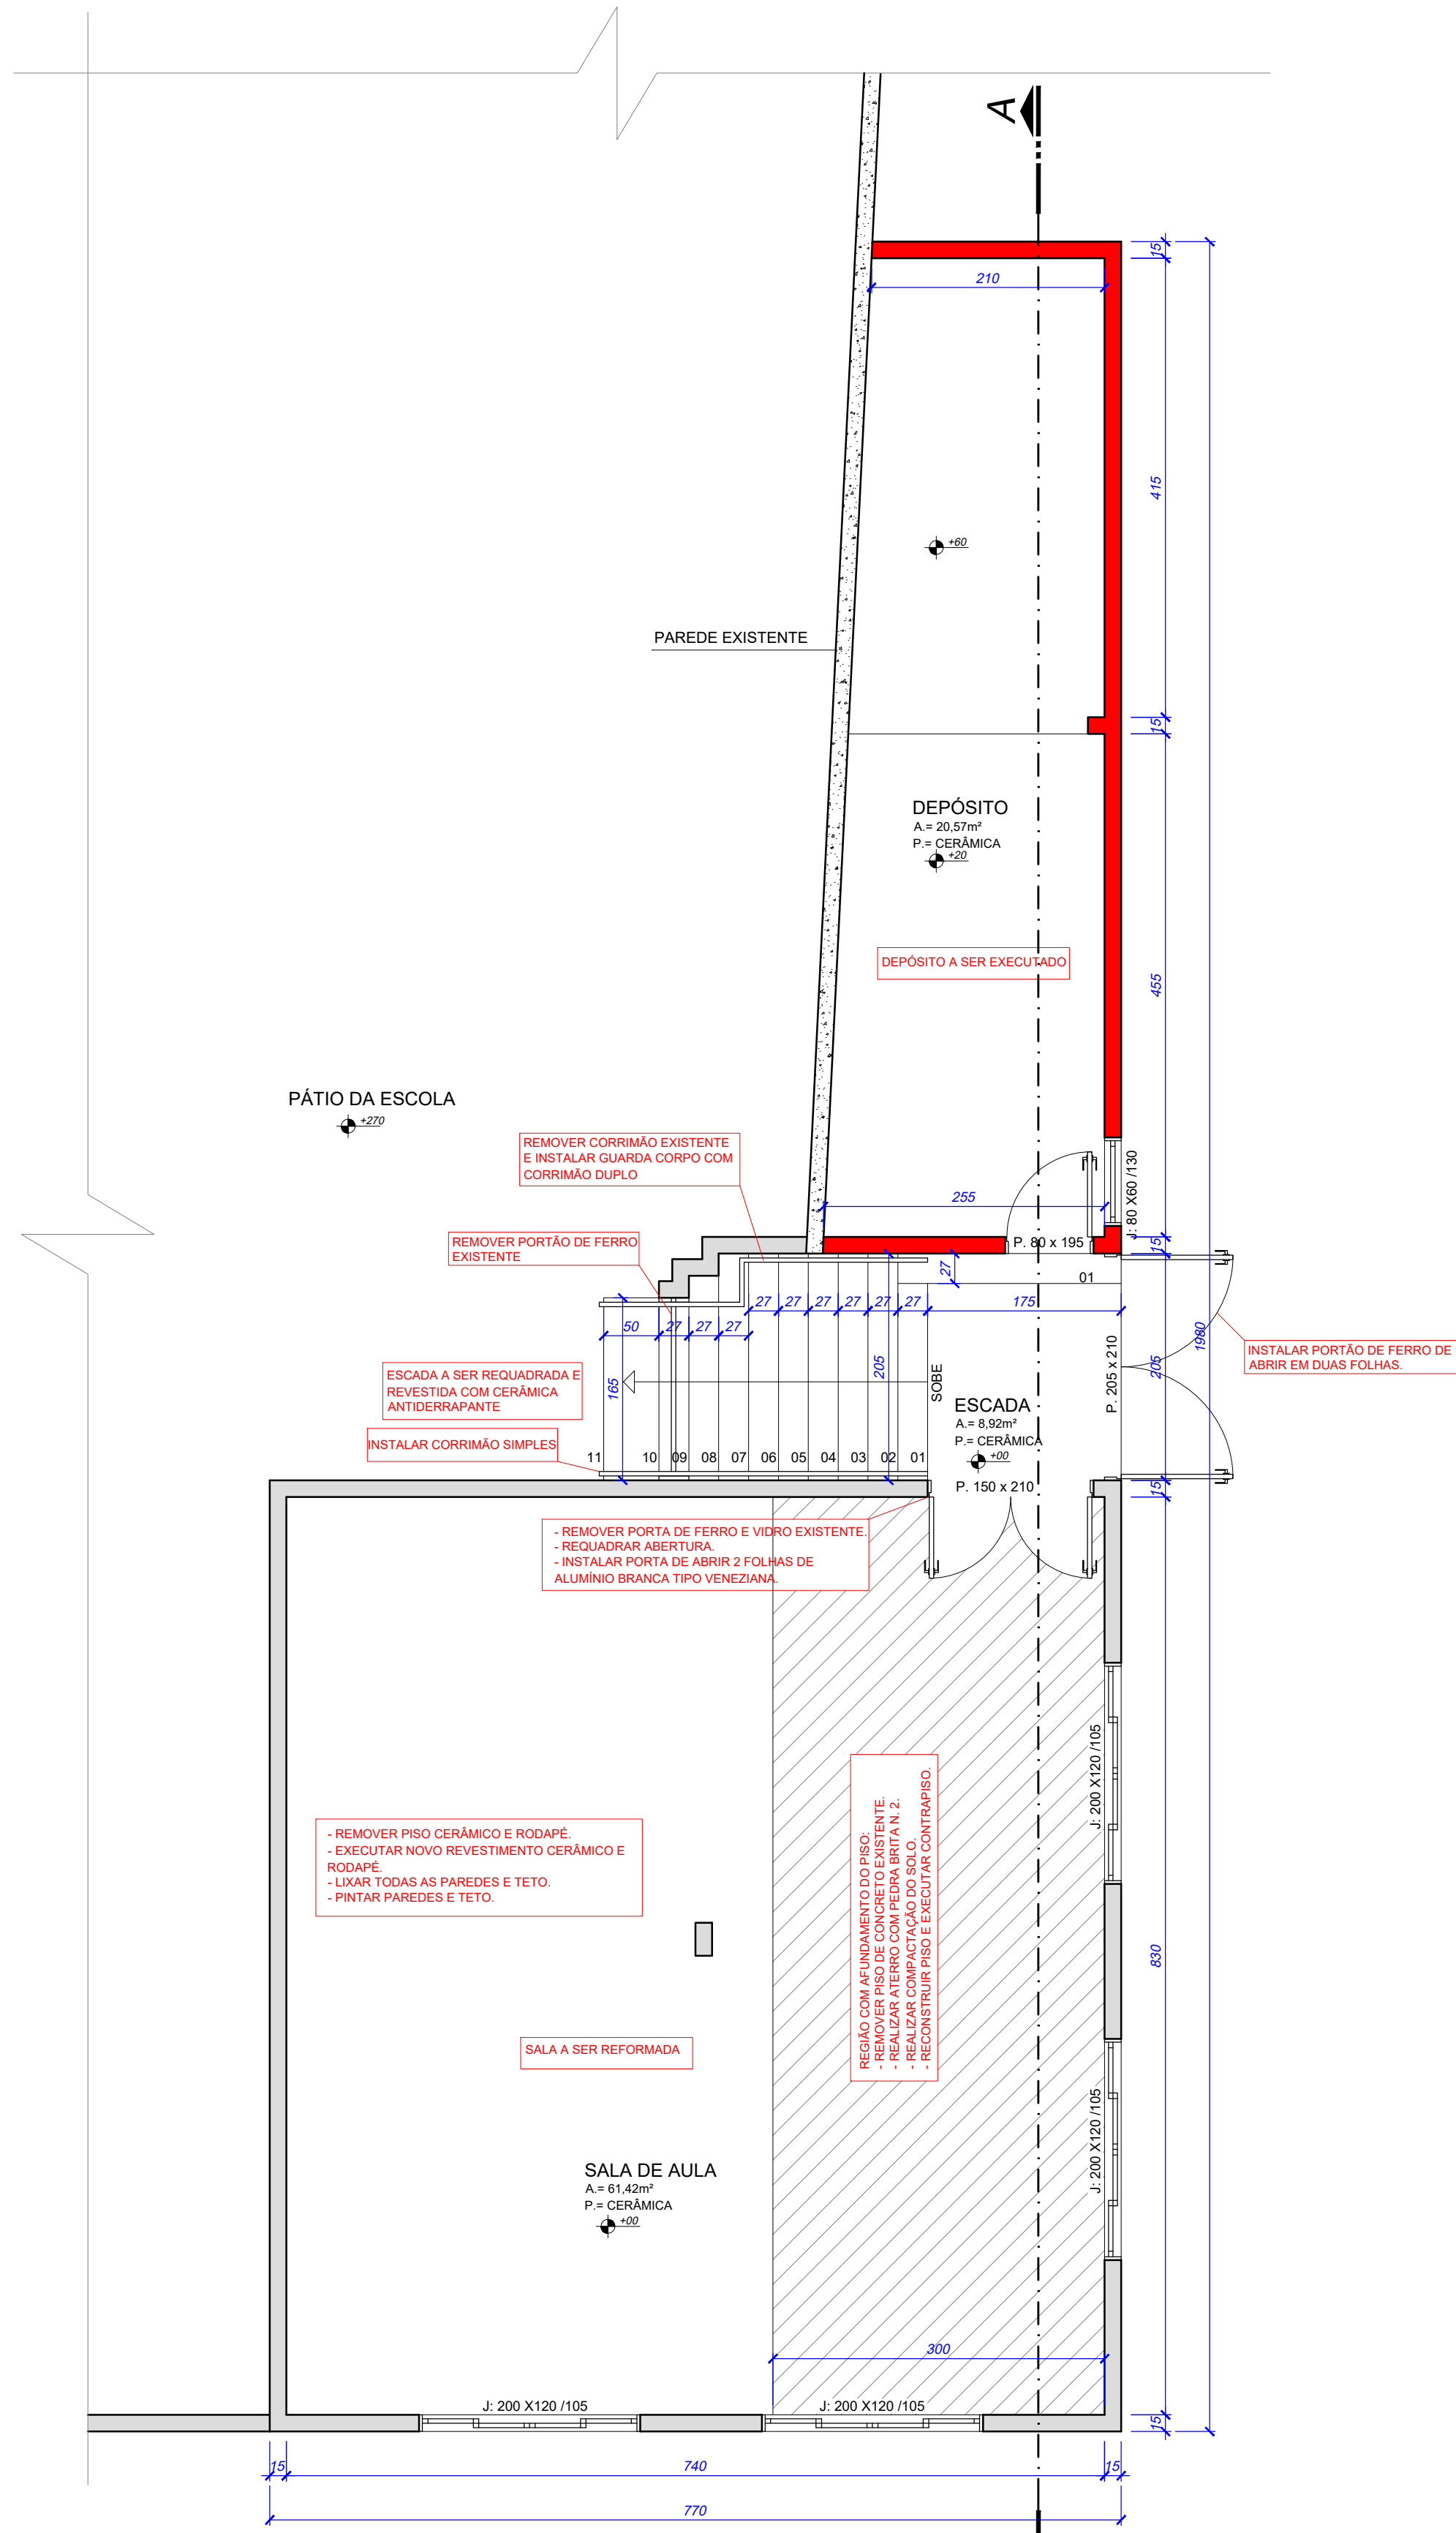 A
15
210
415
+60
1980
PAREDE EXISTENTE
15
DEPÓSITO
A.= 20,57m²
P.= CERÂMICA
+20
DEPÓSITO A SER EXECUTADO
455
PÁTIO DA ESCOLA
+270
REMOVER CORRIMÃO EXISTENTE
E INSTALAR GUARDA CORPO COM
CORRIMÃO DUPLO
J: 80 X60 /130
255
REMOVER PORTÃO DE FERRO
EXISTENTE
P. 80 x 195
15
27
01
27
27
27
27
27
27
175
50
27
27
27
165
205
SOBE
P. 205 x 210
205
INSTALAR PORTÃO DE FERRO DE
ABRIR EM DUAS FOLHAS.
ESCADA A SER REQUADRADA E
REVESTIDA COM CERÂMICA
ANTIDERRAPANTE
ESCADA
A.= 8,92m²
P.= CERÂMICA
+00
INSTALAR CORRIMÃO SIMPLES
11
10
09
08
07
06
05
04
03
02
01
P. 150 x 210
15
- REMOVER PORTA DE FERRO E VIDRO EXISTENTE.
- REQUADRAR ABERTURA.
- INSTALAR PORTA DE ABRIR 2 FOLHAS DE
ALUMÍNIO BRANCA TIPO VENEZIANA.
J: 200 X120 /105
- REMOVER PISO CERÂMICO E RODAPÉ.
- EXECUTAR NOVO REVESTIMENTO CERÂMICO E
RODAPÉ.
- LIXAR TODAS AS PAREDES E TETO.
- PINTAR PAREDES E TETO.
REGIÃO COM AFUNDAMENTO DO PISO:
- REMOVER PISO DE CONCRETO EXISTENTE.
- REALIZAR ATERRO COM PEDRA BRITA N. 2.
- REALIZAR COMPACTAÇÃO DO SOLO.
- RECONSTRUIR PISO E EXECUTAR CONTRAPISO.
830
SALA A SER REFORMADA
J: 200 X120 /105
SALA DE AULA
A.= 61,42m²
P.= CERÂMICA
+00
300
J: 200 X120 /105
J: 200 X120 /105
15
15
740
15
770